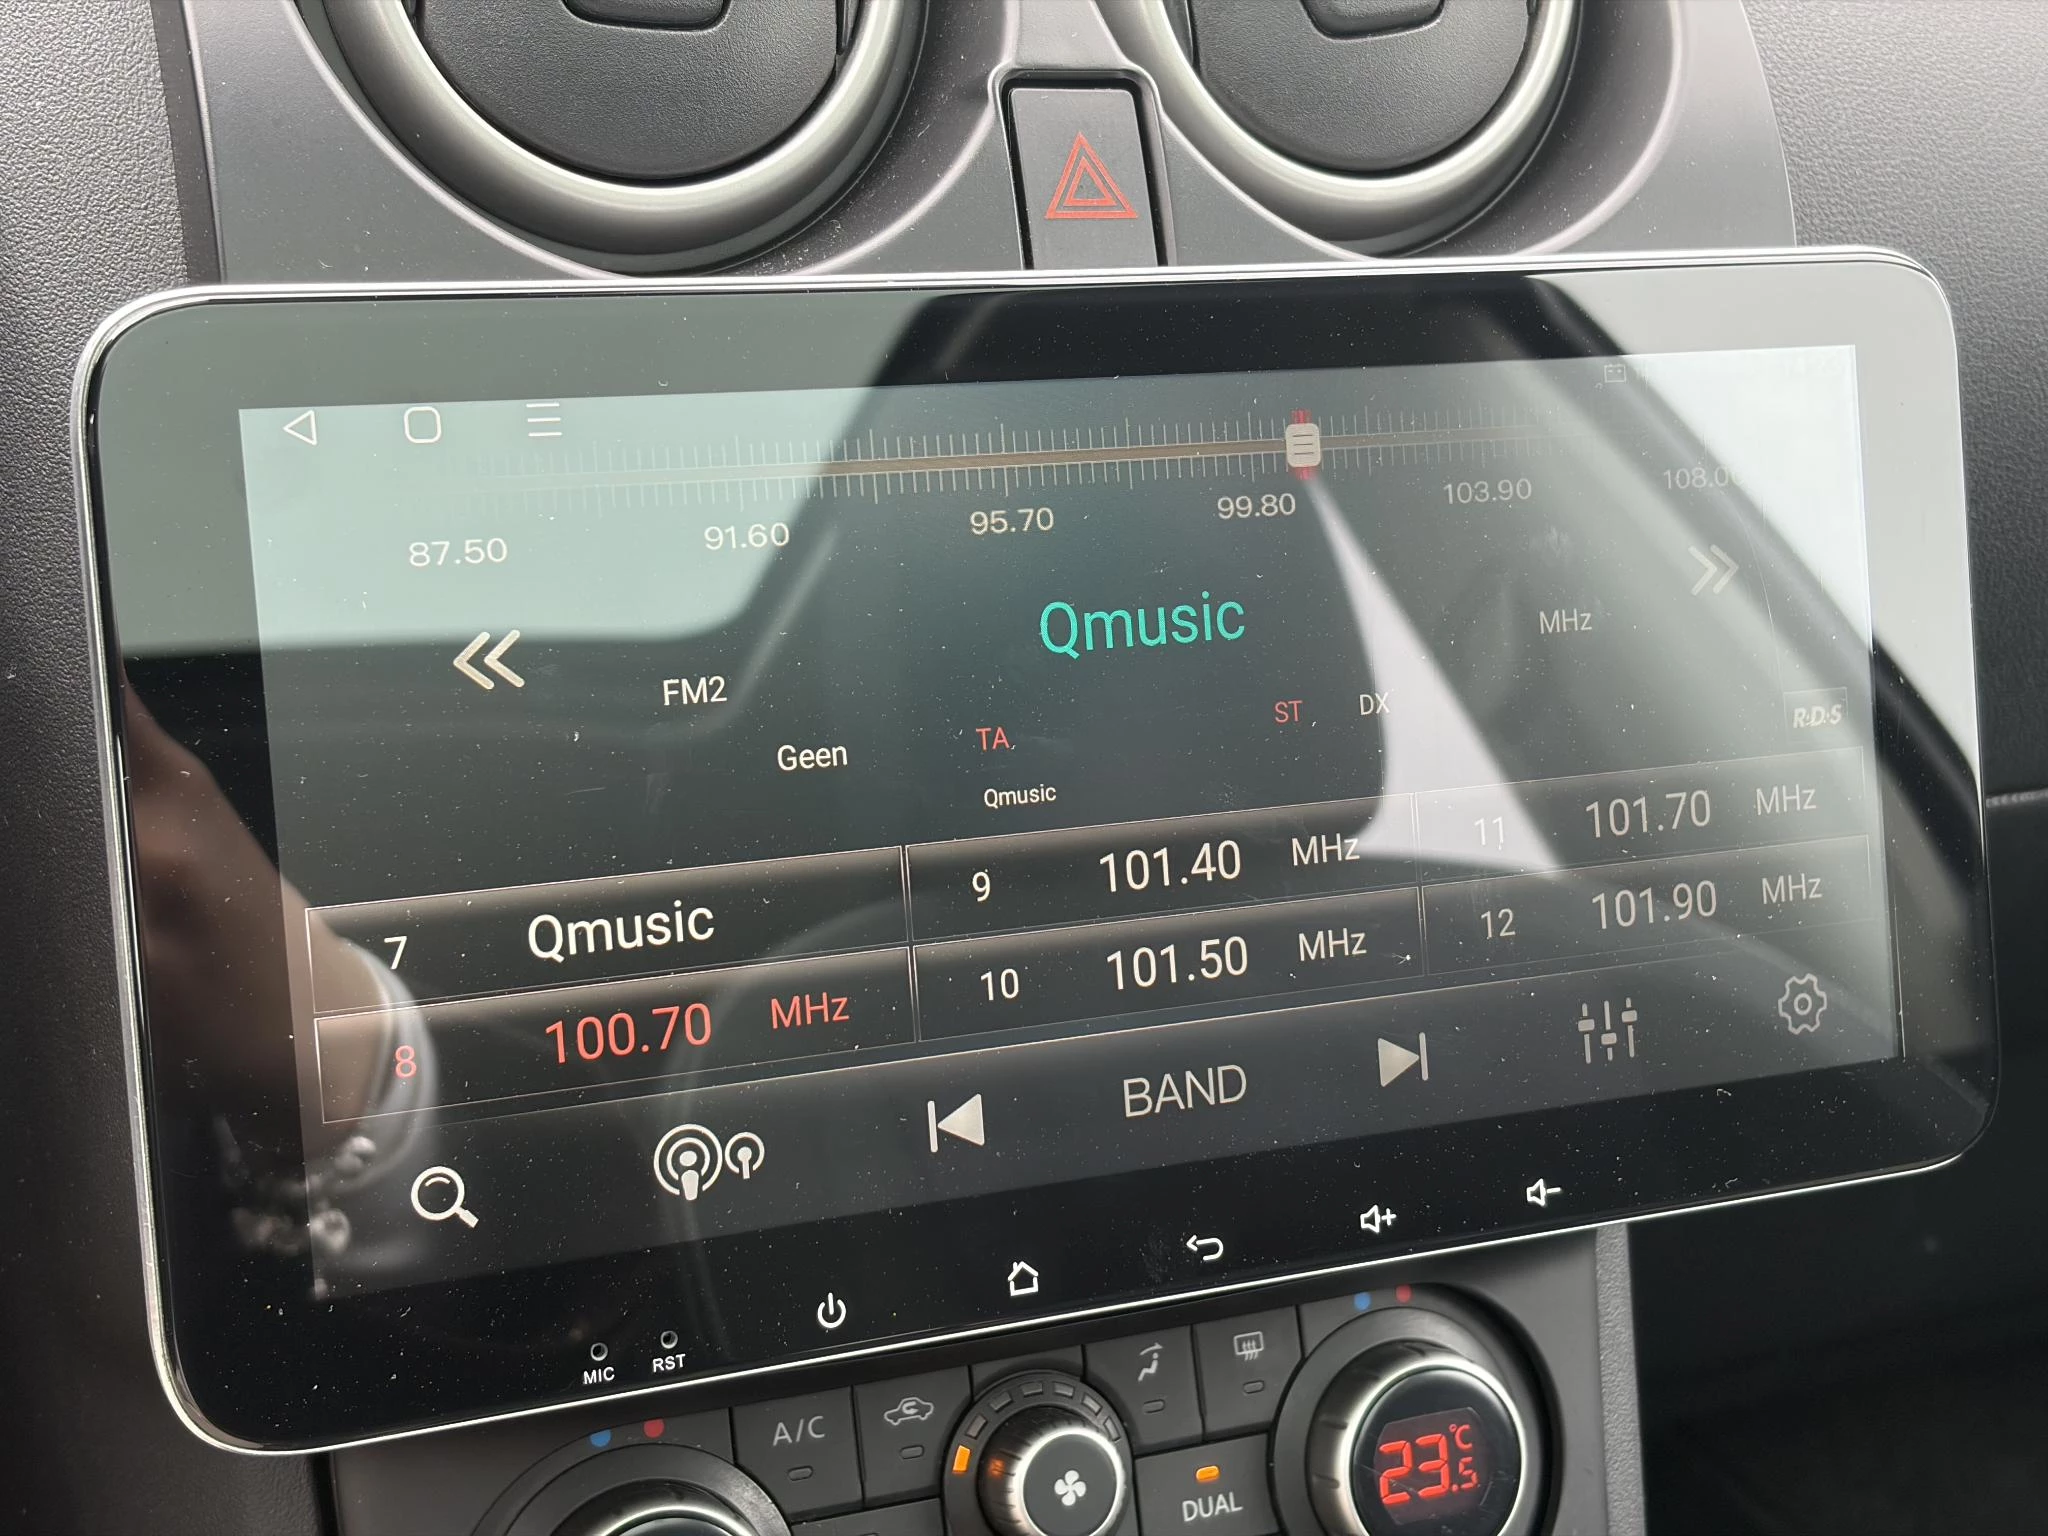 87.50 91.60 95.70 99.80 103.90 108.00
Qmusic
MHz
FM2
Geen
TA
ST
DX
R·D·S
Qmusic
7 Qmusic
9 101.40 MHz
11 101.70 MHz
8 100.70 MHz
10 101.50 MHz
12 101.90 MHz
BAND
MIC
RST
A/C
DUAL
23.5 °C